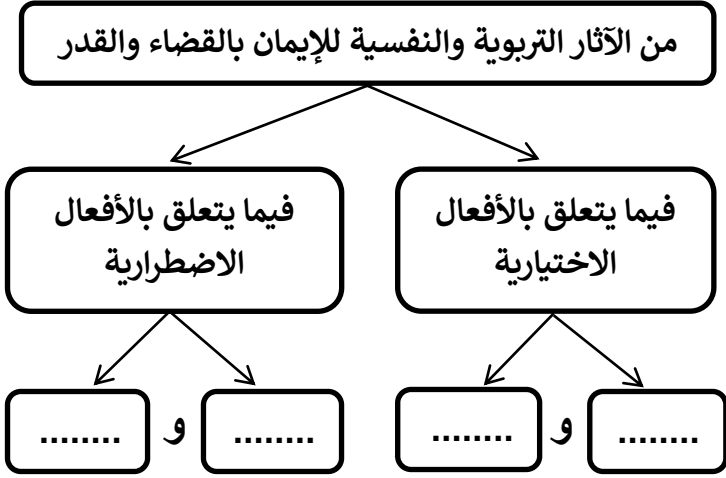 من الآثار التربوية والنفسية للإيمان بالقضاء والقدر
فيما يتعلق بالأفعال
الاختيارية
فيما يتعلق بالأفعال
الاضطرارية
........ و ........
........ و ........